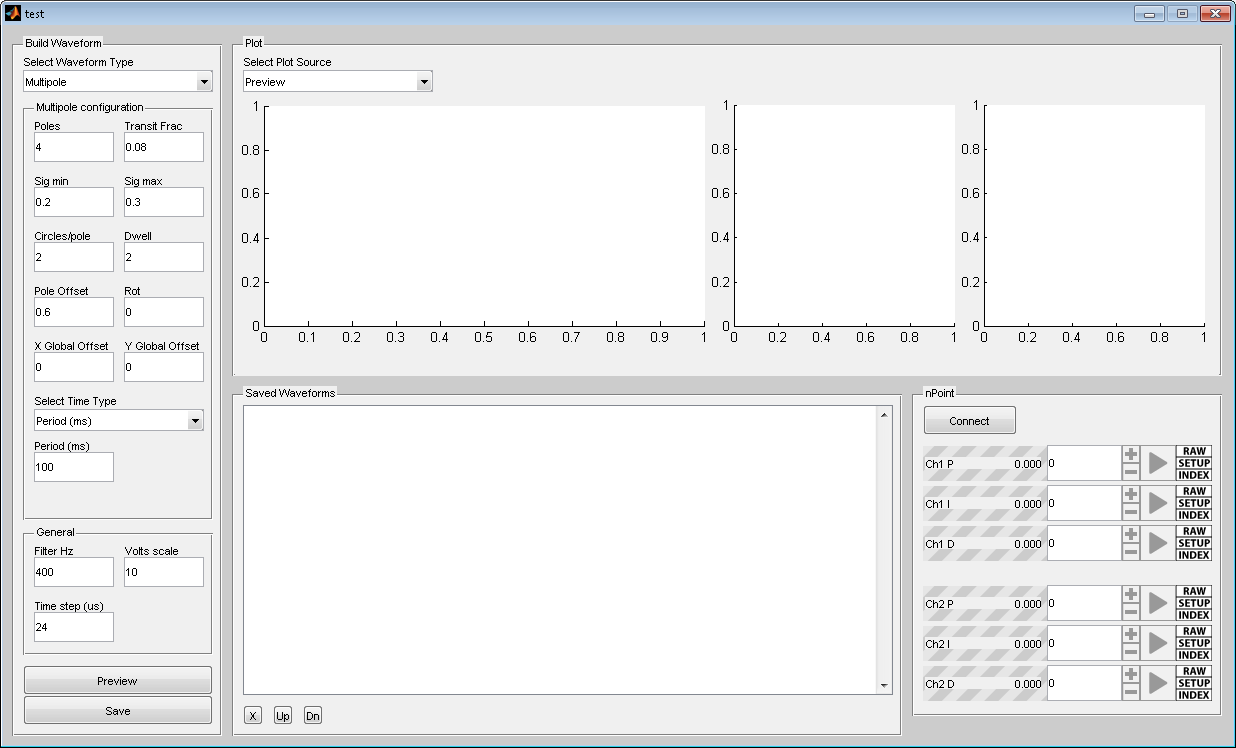 test
Build Waveform
Select Waveform Type
Multipole
Multipole configuration
Poles Transit Frac
4 0.08
Sig min Sig max
0.2 0.3
Circles/pole Dwell
2 2
Pole Offset Rot
0.6 0
X Global Offset Y Global Offset
0 0
Select Time Type
Period (ms)
Period (ms)
100
General
Filter Hz Volts scale
400 10
Time step (us)
24
Preview
Save
Plot
Select Plot Source
Preview
1
0.8
0.6
0.4
0.2
0
0 0.1 0.2 0.3 0.4 0.5 0.6 0.7 0.8 0.9 1
1
0.8
0.6
0.4
0.2
0
0 0.2 0.4 0.6 0.8 1
1
0.8
0.6
0.4
0.2
0
0 0.2 0.4 0.6 0.8 1
Saved Waveforms
X Up Dn
nPoint
Connect
Ch1 P 0.000 0 + − RAW
SETUP
INDEX
Ch1 I 0.000 0 + − RAW
SETUP
INDEX
Ch1 D 0.000 0 + − RAW
SETUP
INDEX
Ch2 P 0.000 0 + − RAW
SETUP
INDEX
Ch2 I 0.000 0 + − RAW
SETUP
INDEX
Ch2 D 0.000 0 + − RAW
SETUP
INDEX